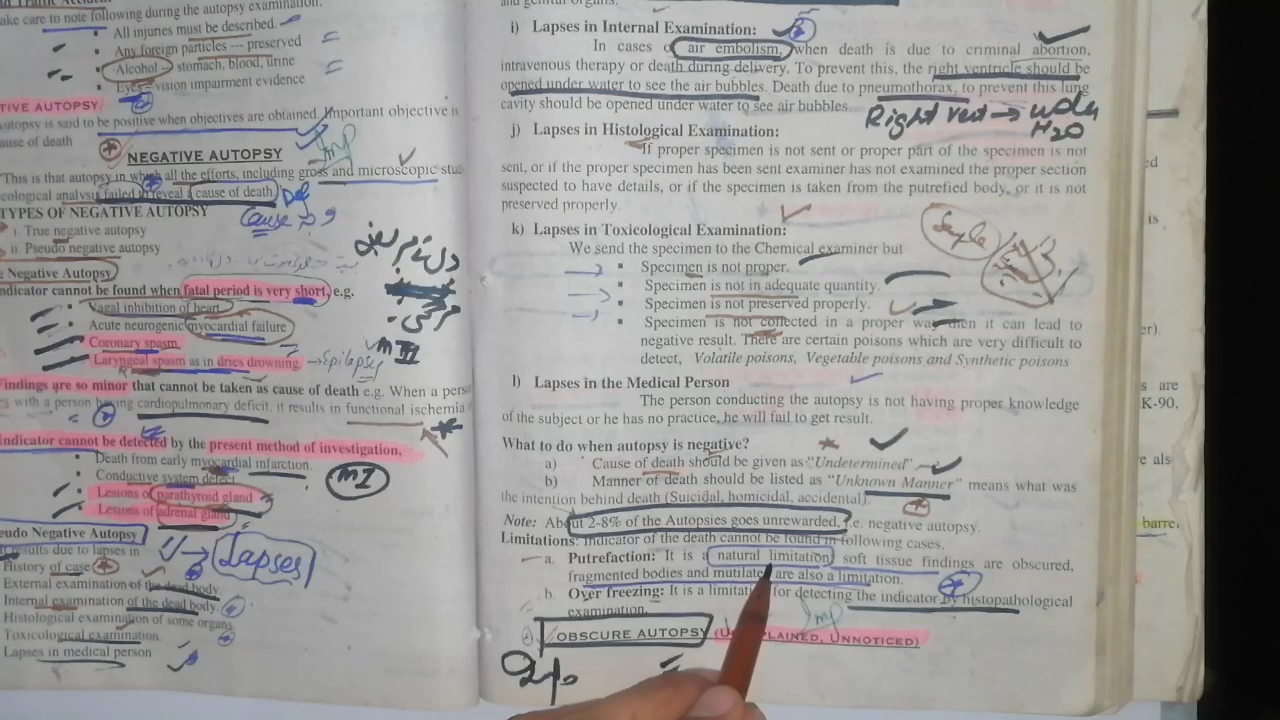 ake care to note following during the autopsy examination.
All injuries must be described.
Any foreign particles --- preserved
Alcohol – stomach, blood, urine
Eyes – vision impairment evidence
TIVE AUTOPSY
utopsy is said to be positive when objectives are obtained. Important objective is
ause of death
NEGATIVE AUTOPSY
Imp
"This is that autopsy in which all the efforts, including gross and microscopic stud
cological analysis failed to reveal a cause of death"
TYPES OF NEGATIVE AUTOPSY
Cause
i. True negative autopsy
ii. Pseudo negative autopsy
e Negative Autopsy
ndicator cannot be found when fatal period is very short, e.g.
Vagal inhibition of heart
Acute neurogenic myocardial failure
Coronary spasm.
Laryngeal spasm as in dries drowning. → Epilepsy
Findings are so minor that cannot be taken as cause of death e.g. When a pers
es with a person having cardiopulmonary deficit, it results in functional ischemia
ndicator cannot be detected by the present method of investigation,
Death from early myocardial infarction.
Conductive system defect
MI
Lesions of parathyroid gland
Lesions of adrenal gland
eudo Negative Autopsy
It results due to lapses in
→ Lapses
History of case
External examination of the dead body.
Internal examination of the dead body.
Histological examination of some organs
Toxicological examination.
Lapses in medical person
and genital organs.
i) Lapses in Internal Examination:
In cases o air embolism, when death is due to criminal abortion,
intravenous therapy or death during delivery. To prevent this, the right ventricle should be
opened under water to see the air bubbles. Death due to pneumothorax, to prevent this lung
cavity should be opened under water to see air bubbles.
Right vent → undu
H2O
j) Lapses in Histological Examination:
If proper specimen is not sent or proper part of the specimen is not
sent, or if the proper specimen has been sent examiner has not examined the proper section
suspected to have details, or if the specimen is taken from the putrefied body, or it is not
preserved properly.
k) Lapses in Toxicological Examination:
We send the specimen to the Chemical examiner but
Specimen is not proper.
Specimen is not in adequate quantity.
Specimen is not preserved properly.
Specimen is not collected in a proper way then it can lead to
negative result. There are certain poisons which are very difficult to
detect, Volatile poisons, Vegetable poisons and Synthetic poisons
l) Lapses in the Medical Person
The person conducting the autopsy is not having proper knowledge
of the subject or he has no practice, he will fail to get result.
What to do when autopsy is negative?
a) Cause of death should be given as "Undetermined"
b) Manner of death should be listed as "Unknown Manner" means what was
the intention behind death (Suicidal, homicidal, accidental)
Note: About 2-8% of the Autopsies goes unrewarded, i.e. negative autopsy.
Limitations: indicator of the death cannot be found in following cases.
a. Putrefaction: It is a natural limitation soft tissue findings are obscured,
fragmented bodies and mutilated are also a limitation.
b. Over freezing: It is a limitation for detecting the indicator by histopathological
examination.
Imp
OBSCURE AUTOPSY PLAINED, UNNOTICED)
ed
is
er).
s are
K-90,
e als
barre,